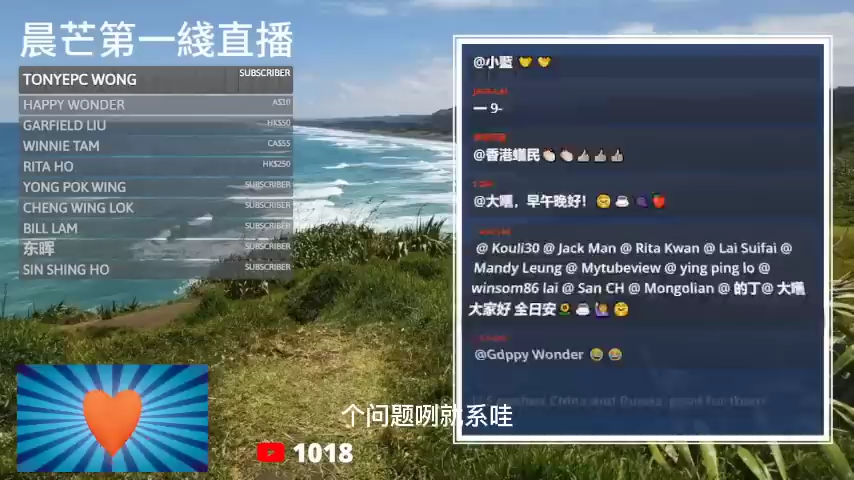 晨芒第一綫直播
TONYEPC WONG SUBSCRIBER
HAPPY WONDER A$10
GARFIELD LIU HK$50
WINNIE TAM CA$55
RITA HO HK$250
YONG POK WING SUBSCRIBER
CHENG WING LOK SUBSCRIBER
BILL LAM SUBSCRIBER
东晖 SUBSCRIBER
SIN SHING HO SUBSCRIBER
@小藍
一 9-
@香港蟻民
@大嘿，早午晚好！
@ Kouli30 @ Jack Man @ Rita Kwan @ Lai Suifai @
Mandy Leung @ Mytubeview @ ying ping lo @
winsom86 lai @ San CH @ Mongolian @ 的丁@ 大嘿
大家好 全日安
@Gdppy Wonder
个问题咧就系哇
1018